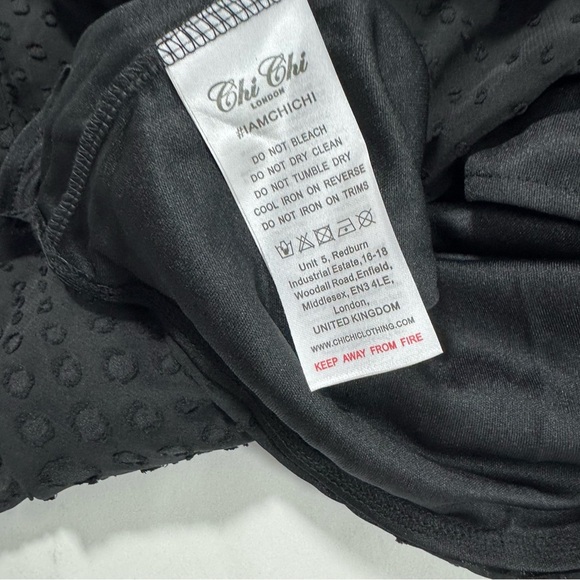 Chi Chi
LONDON
#IAMCHICHI
DO NOT BLEACH
DO NOT DRY CLEAN
DO NOT TUMBLE DRY
COOL IRON ON REVERSE
DO NOT IRON ON TRIMS
Unit 5, Redburn
Industrial Estate, 16-18
Woodall Road, Enfield,
Middlesex, EN3 4LE,
London,
UNITED KINGDOM
WWW.CHICHICLOTHING.COM
KEEP AWAY FROM FIRE